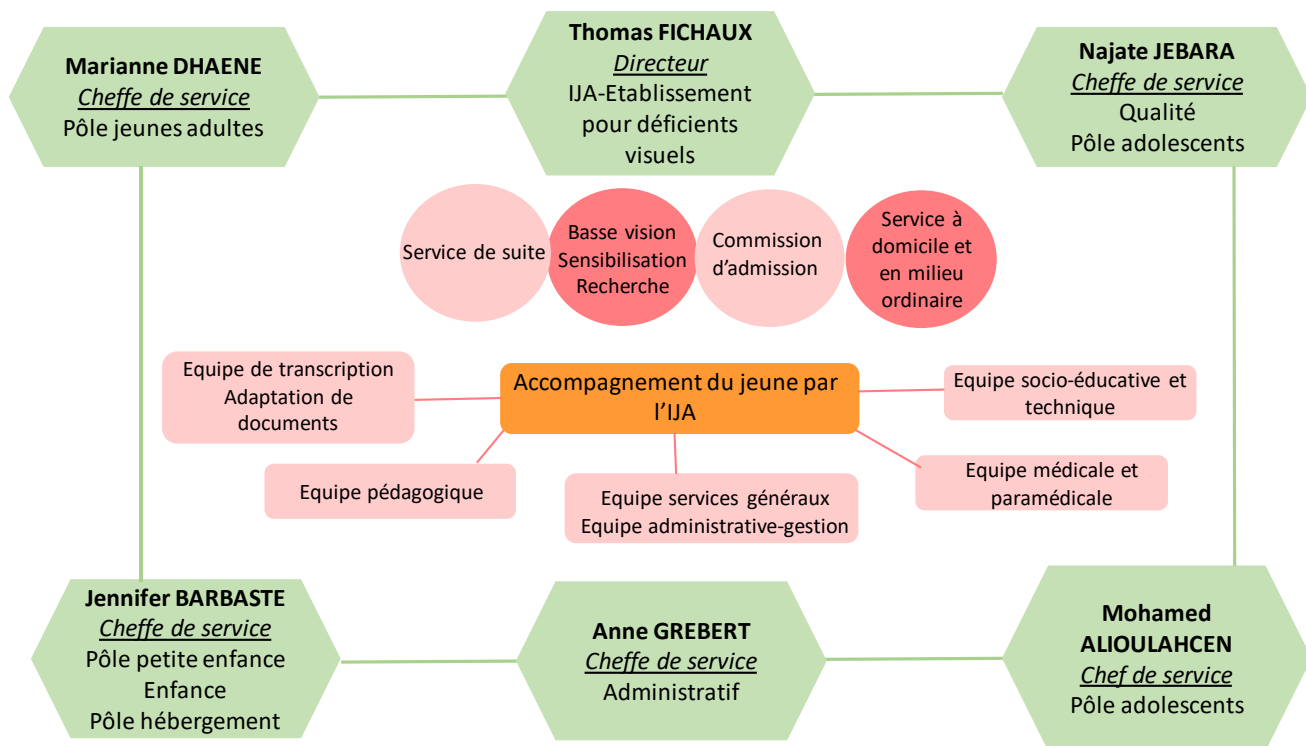 Marianne DHAENE
Cheffe de service
Pôle jeunes adultes
Thomas FICHAUX
Directeur
IJA-Etablissement
pour déficients
visuels
Najate JEBARA
Cheffe de service
Qualité
Pôle adolescents
Service de suite
Basse vision
Sensibilisation
Recherche
Commission
d’admission
Service à
domicile et
en milieu
ordinaire
Equipe de transcription
Adaptation de
documents
Accompagnement du jeune par
l’IJA
Equipe socio-éducative et
technique
Equipe pédagogique
Equipe services généraux
Equipe administrative-gestion
Equipe médicale et
paramédicale
Jennifer BARBASTE
Cheffe de service
Pôle petite enfance
Enfance
Pôle hébergement
Anne GREBERT
Cheffe de service
Administratif
Mohamed
ALIOULAHCEN
Chef de service
Pôle adolescents